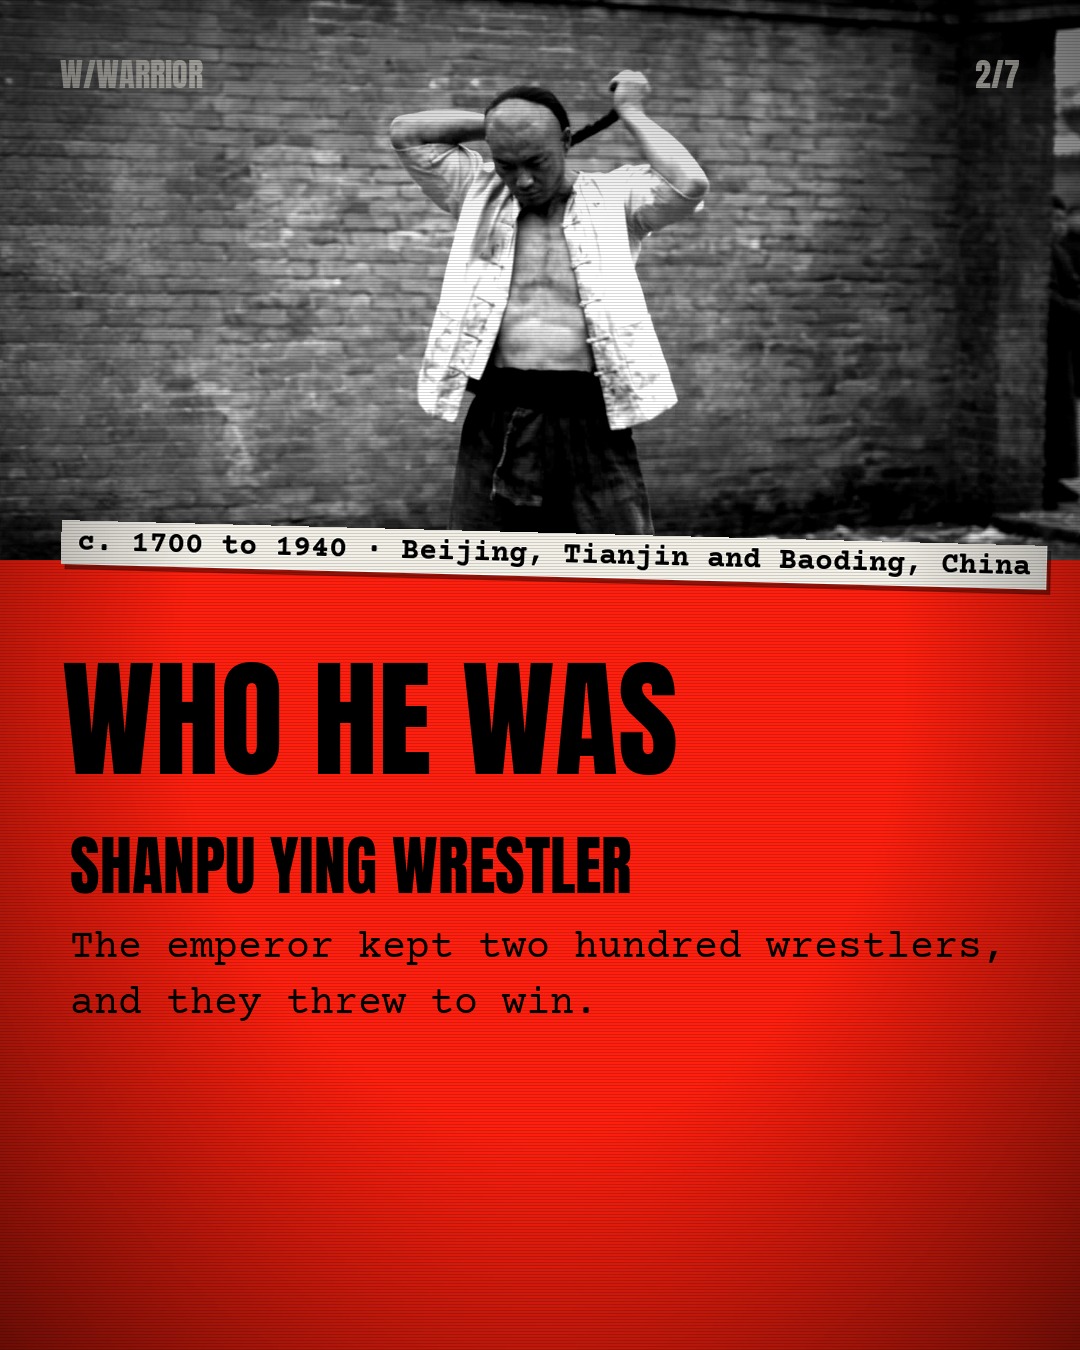 W/WARRIOR
2/7
c. 1700 to 1940 · Beijing, Tianjin and Baoding, China
WHO HE WAS
SHANPU YING WRESTLER
The emperor kept two hundred wrestlers,
and they threw to win.